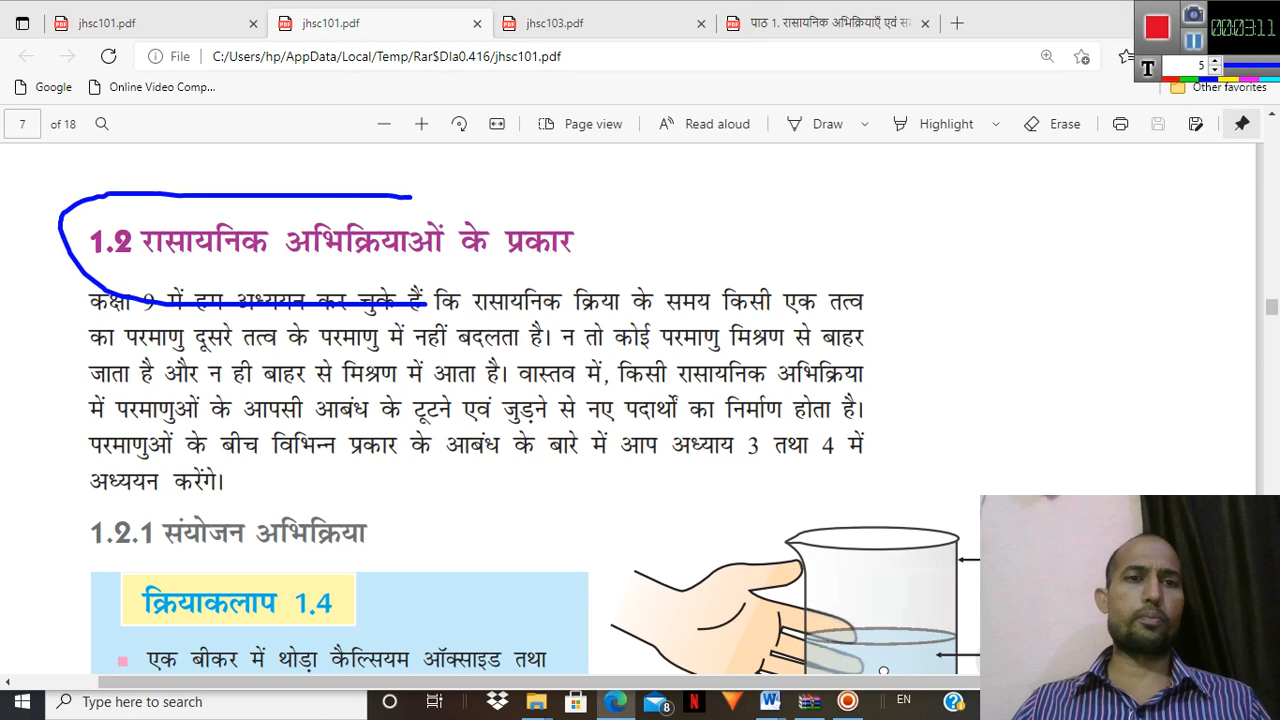 jhsc101.pdf
jhsc101.pdf
jhsc103.pdf
पाठ 1. रासायनिक अभिक्रियाएँ एवं स
00:03:11
File
C:/Users/hp/AppData/Local/Temp/Rar$DIa0.416/jhsc101.pdf
T
5
Google
Online Video Comp...
Other favorites
7
of 18
Page view
Read aloud
Draw
Highlight
Erase
1.2 रासायनिक अभिक्रियाओं के प्रकार
कक्षा 9 में हम अध्ययन कर चुके हैं कि रासायनिक क्रिया के समय किसी एक तत्व
का परमाणु दूसरे तत्व के परमाणु में नहीं बदलता है। न तो कोई परमाणु मिश्रण से बाहर
जाता है और न ही बाहर से मिश्रण में आता है। वास्तव में, किसी रासायनिक अभिक्रिया
में परमाणुओं के आपसी आबंध के टूटने एवं जुड़ने से नए पदार्थों का निर्माण होता है।
परमाणुओं के बीच विभिन्न प्रकार के आबंध के बारे में आप अध्याय 3 तथा 4 में
अध्ययन करेंगे।
1.2.1 संयोजन अभिक्रिया
क्रियाकलाप 1.4
एक बीकर में थोड़ा कैल्सियम ऑक्साइड तथा
Type here to search
8
N
W
EN